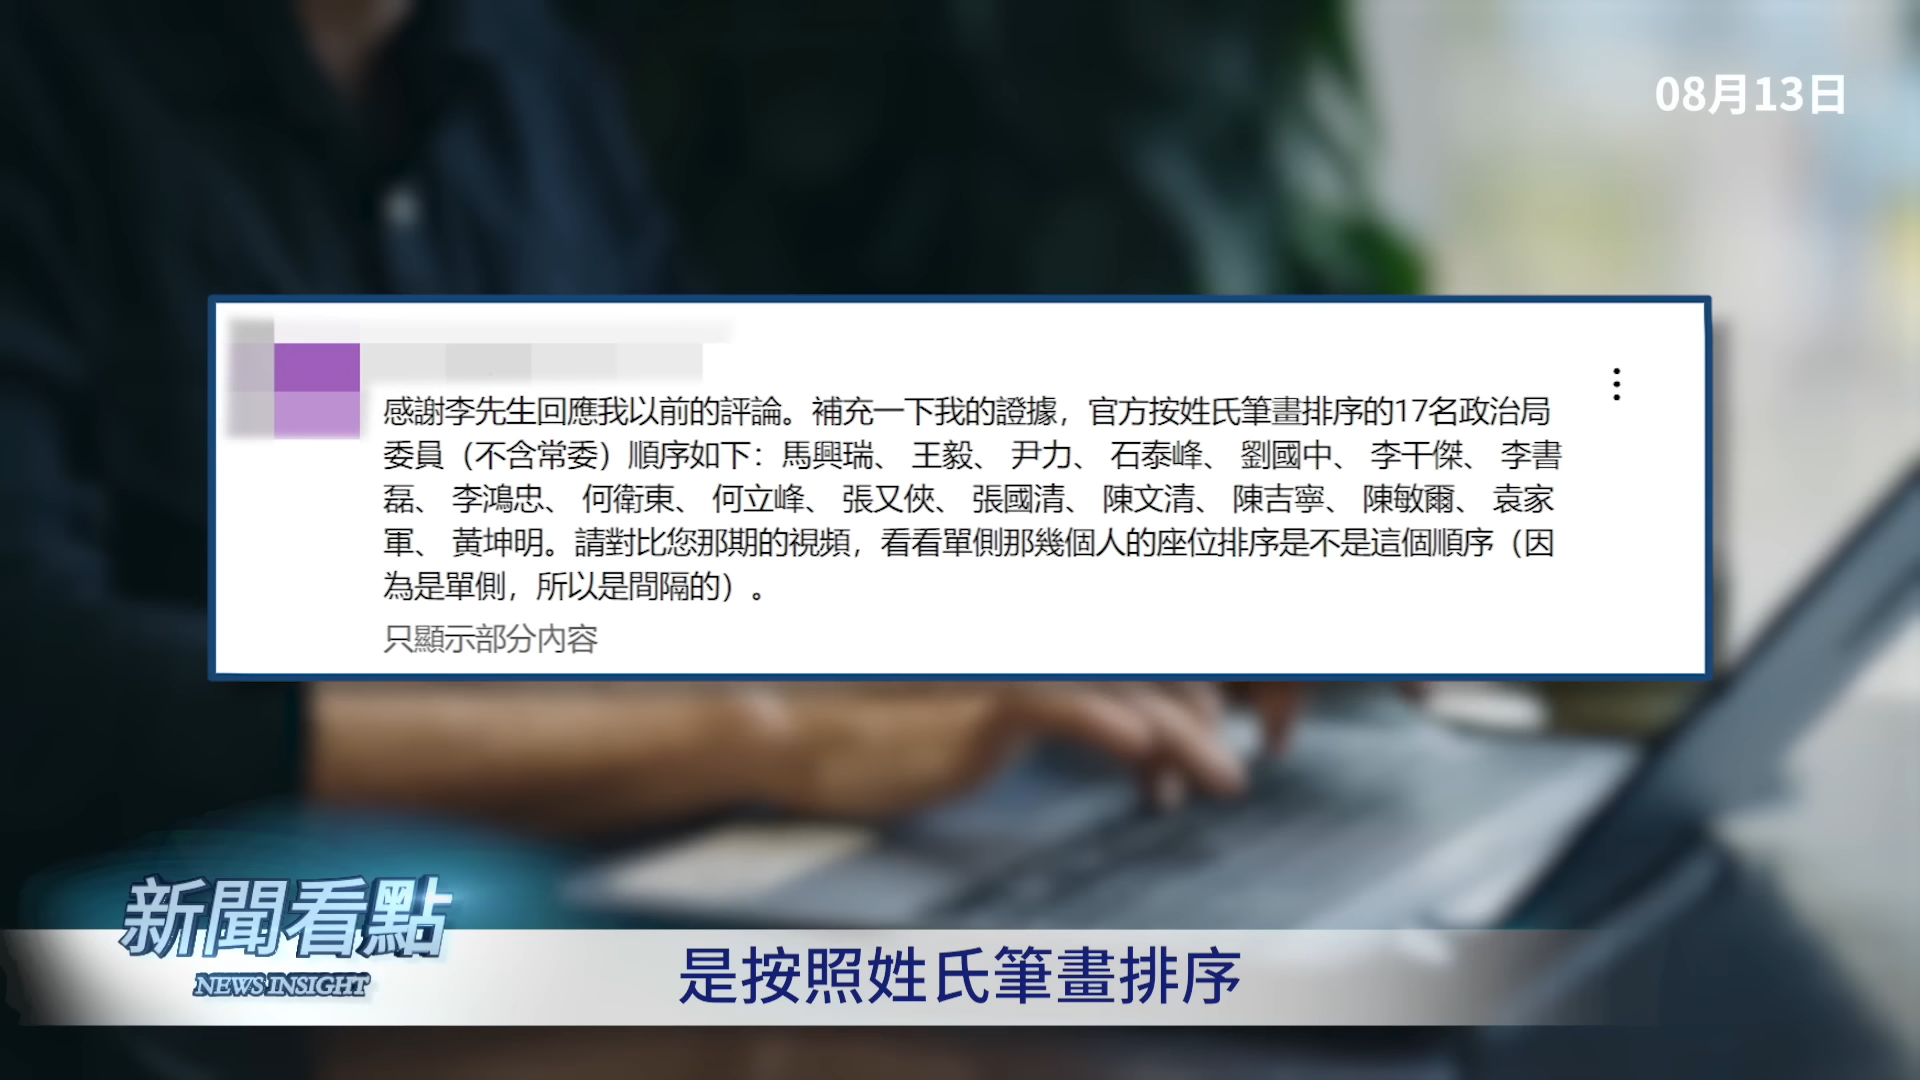 08月13日
感謝李先生回應我以前的評論。補充一下我的證據，官方按姓氏筆畫排序的17名政治局
委員（不含常委）順序如下：馬興瑞、 王毅、 尹力、 石泰峰、 劉國中、 李干傑、 李書
磊、 李鴻忠、 何衛東、 何立峰、 張又俠、 張國清、 陳文清、 陳吉寧、 陳敏爾、 袁家
軍、 黃坤明。請對比您那期的視頻，看看單側那幾個人的座位排序是不是這個順序（因
為是單側，所以是間隔的）。
只顯示部分內容
新聞看點
NEWS INSIGHT
是按照姓氏筆畫排序